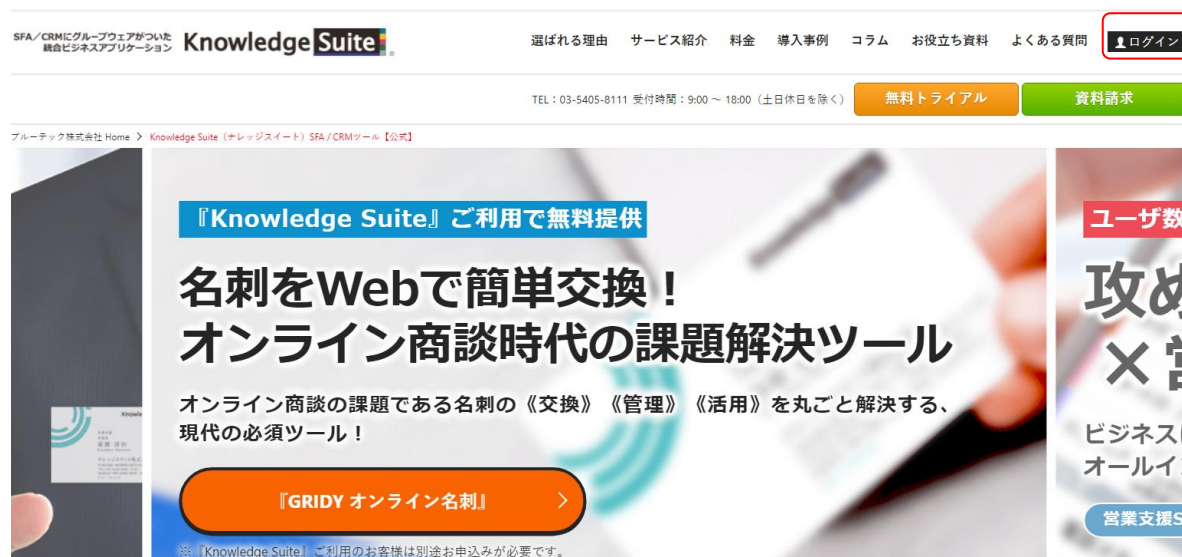 SFA/CRMにグループウェアがついた
統合ビジネスアプリケーション
Knowledge Suite
選ばれる理由 サービス紹介 料金 導入事例 コラム お役立ち資料 よくある質問 ログイン
TEL:03-5405-8111 受付時間:9:00 ~ 18:00(土日休日を除く)
無料トライアル
資料請求
ブルーテック株式会社 Home > Knowledge Suite(ナレッジスイート)SFA / CRMツール【公式】
『Knowledge Suite』ご利用で無料提供
名刺をWebで簡単交換!
オンライン商談時代の課題解決ツール
オンライン商談の課題である名刺の《交換》《管理》《活用》を丸ごと解決する、
現代の必須ツール!
『GRIDY オンライン名刺』
※『Knowledge Suite』ご利用のお客様は別途お申込みが必要です。
ユーザ数
攻め
×営
ビジネスに
オールイン
営業支援S